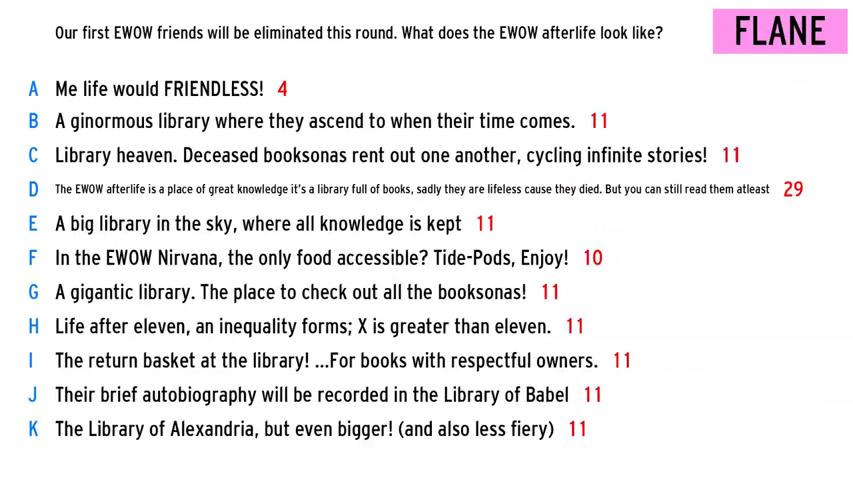 Our first EWOW friends will be eliminated this round. What does the EWOW afterlife look like?
FLANE
A Me life would FRIENDLESS! 4
B A ginormous library where they ascend to when their time comes. 11
C Library heaven. Deceased booksonas rent out one another, cycling infinite stories! 11
D The EWOW afterlife is a place of great knowledge it's a library full of books, sadly they are lifeless cause they died. But you can still read them atleast 29
E A big library in the sky, where all knowledge is kept 11
F In the EWOW Nirvana, the only food accessible? Tide-Pods, Enjoy! 10
G A gigantic library. The place to check out all the booksonas! 11
H Life after eleven, an inequality forms; X is greater than eleven. 11
I The return basket at the library! ...For books with respectful owners. 11
J Their brief autobiography will be recorded in the Library of Babel 11
K The Library of Alexandria, but even bigger! (and also less fiery) 11